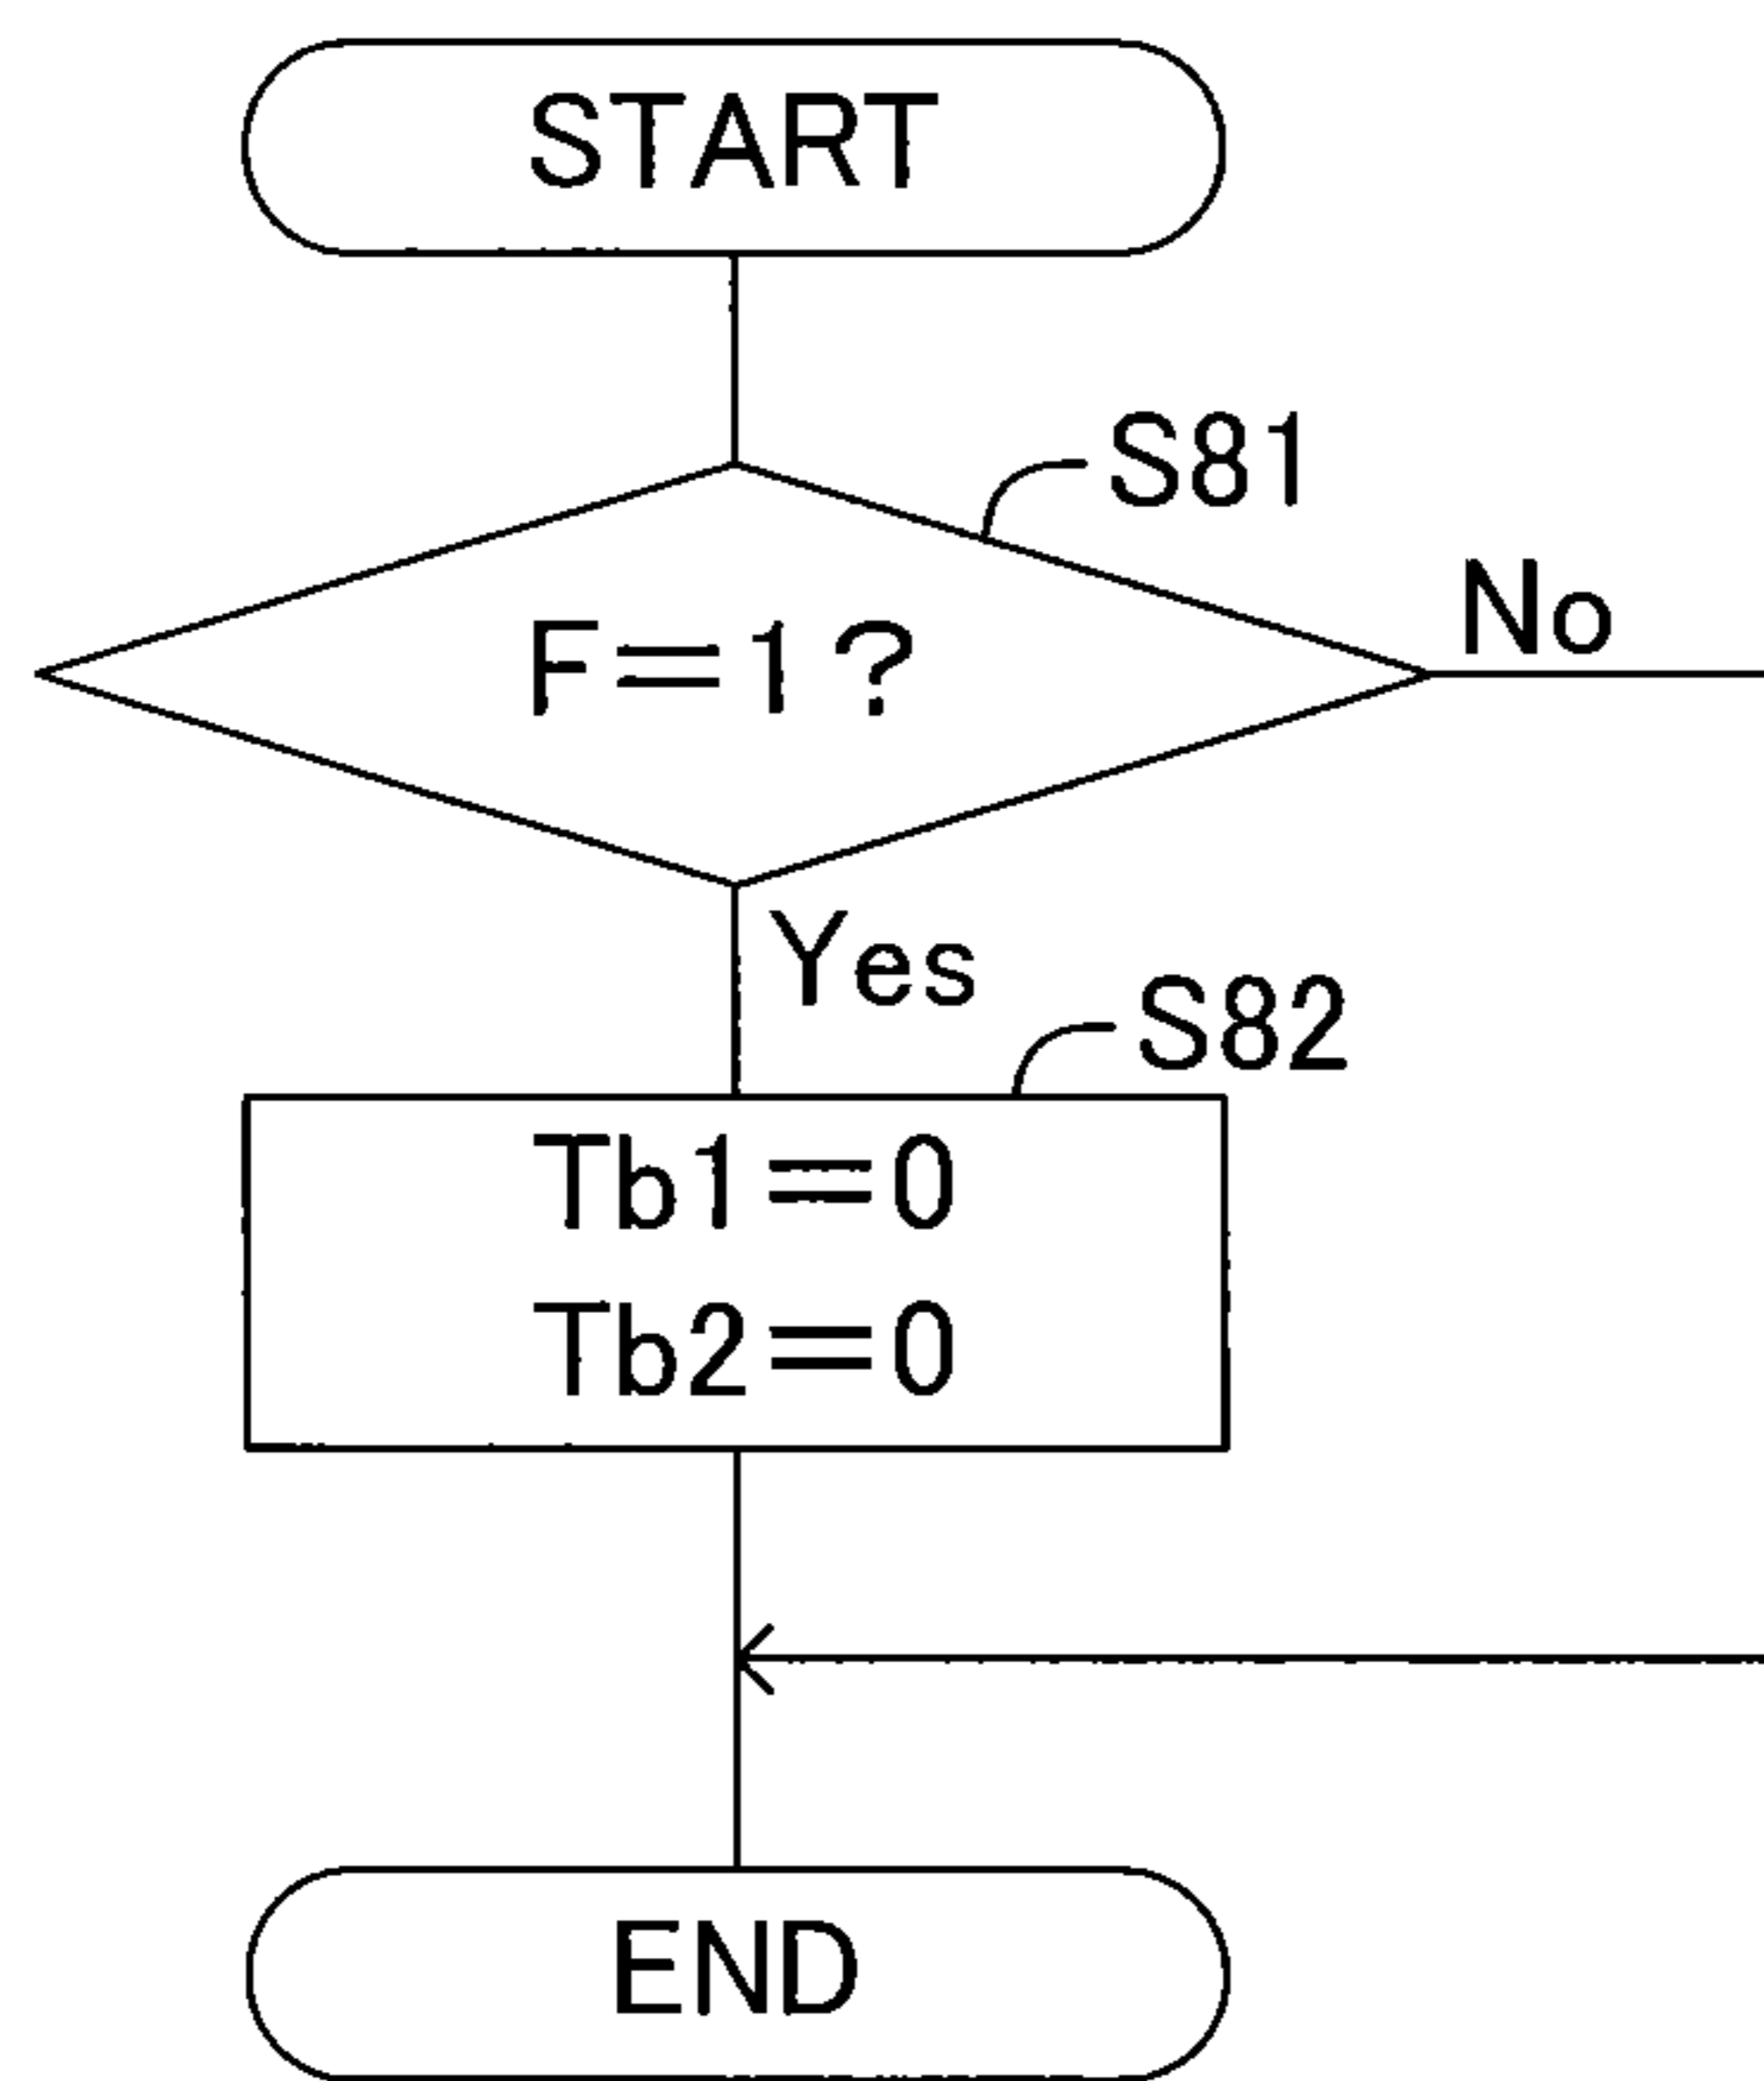 START
S81
F=1?
No
Yes
S82
Tb1=0
Tb2=0
END